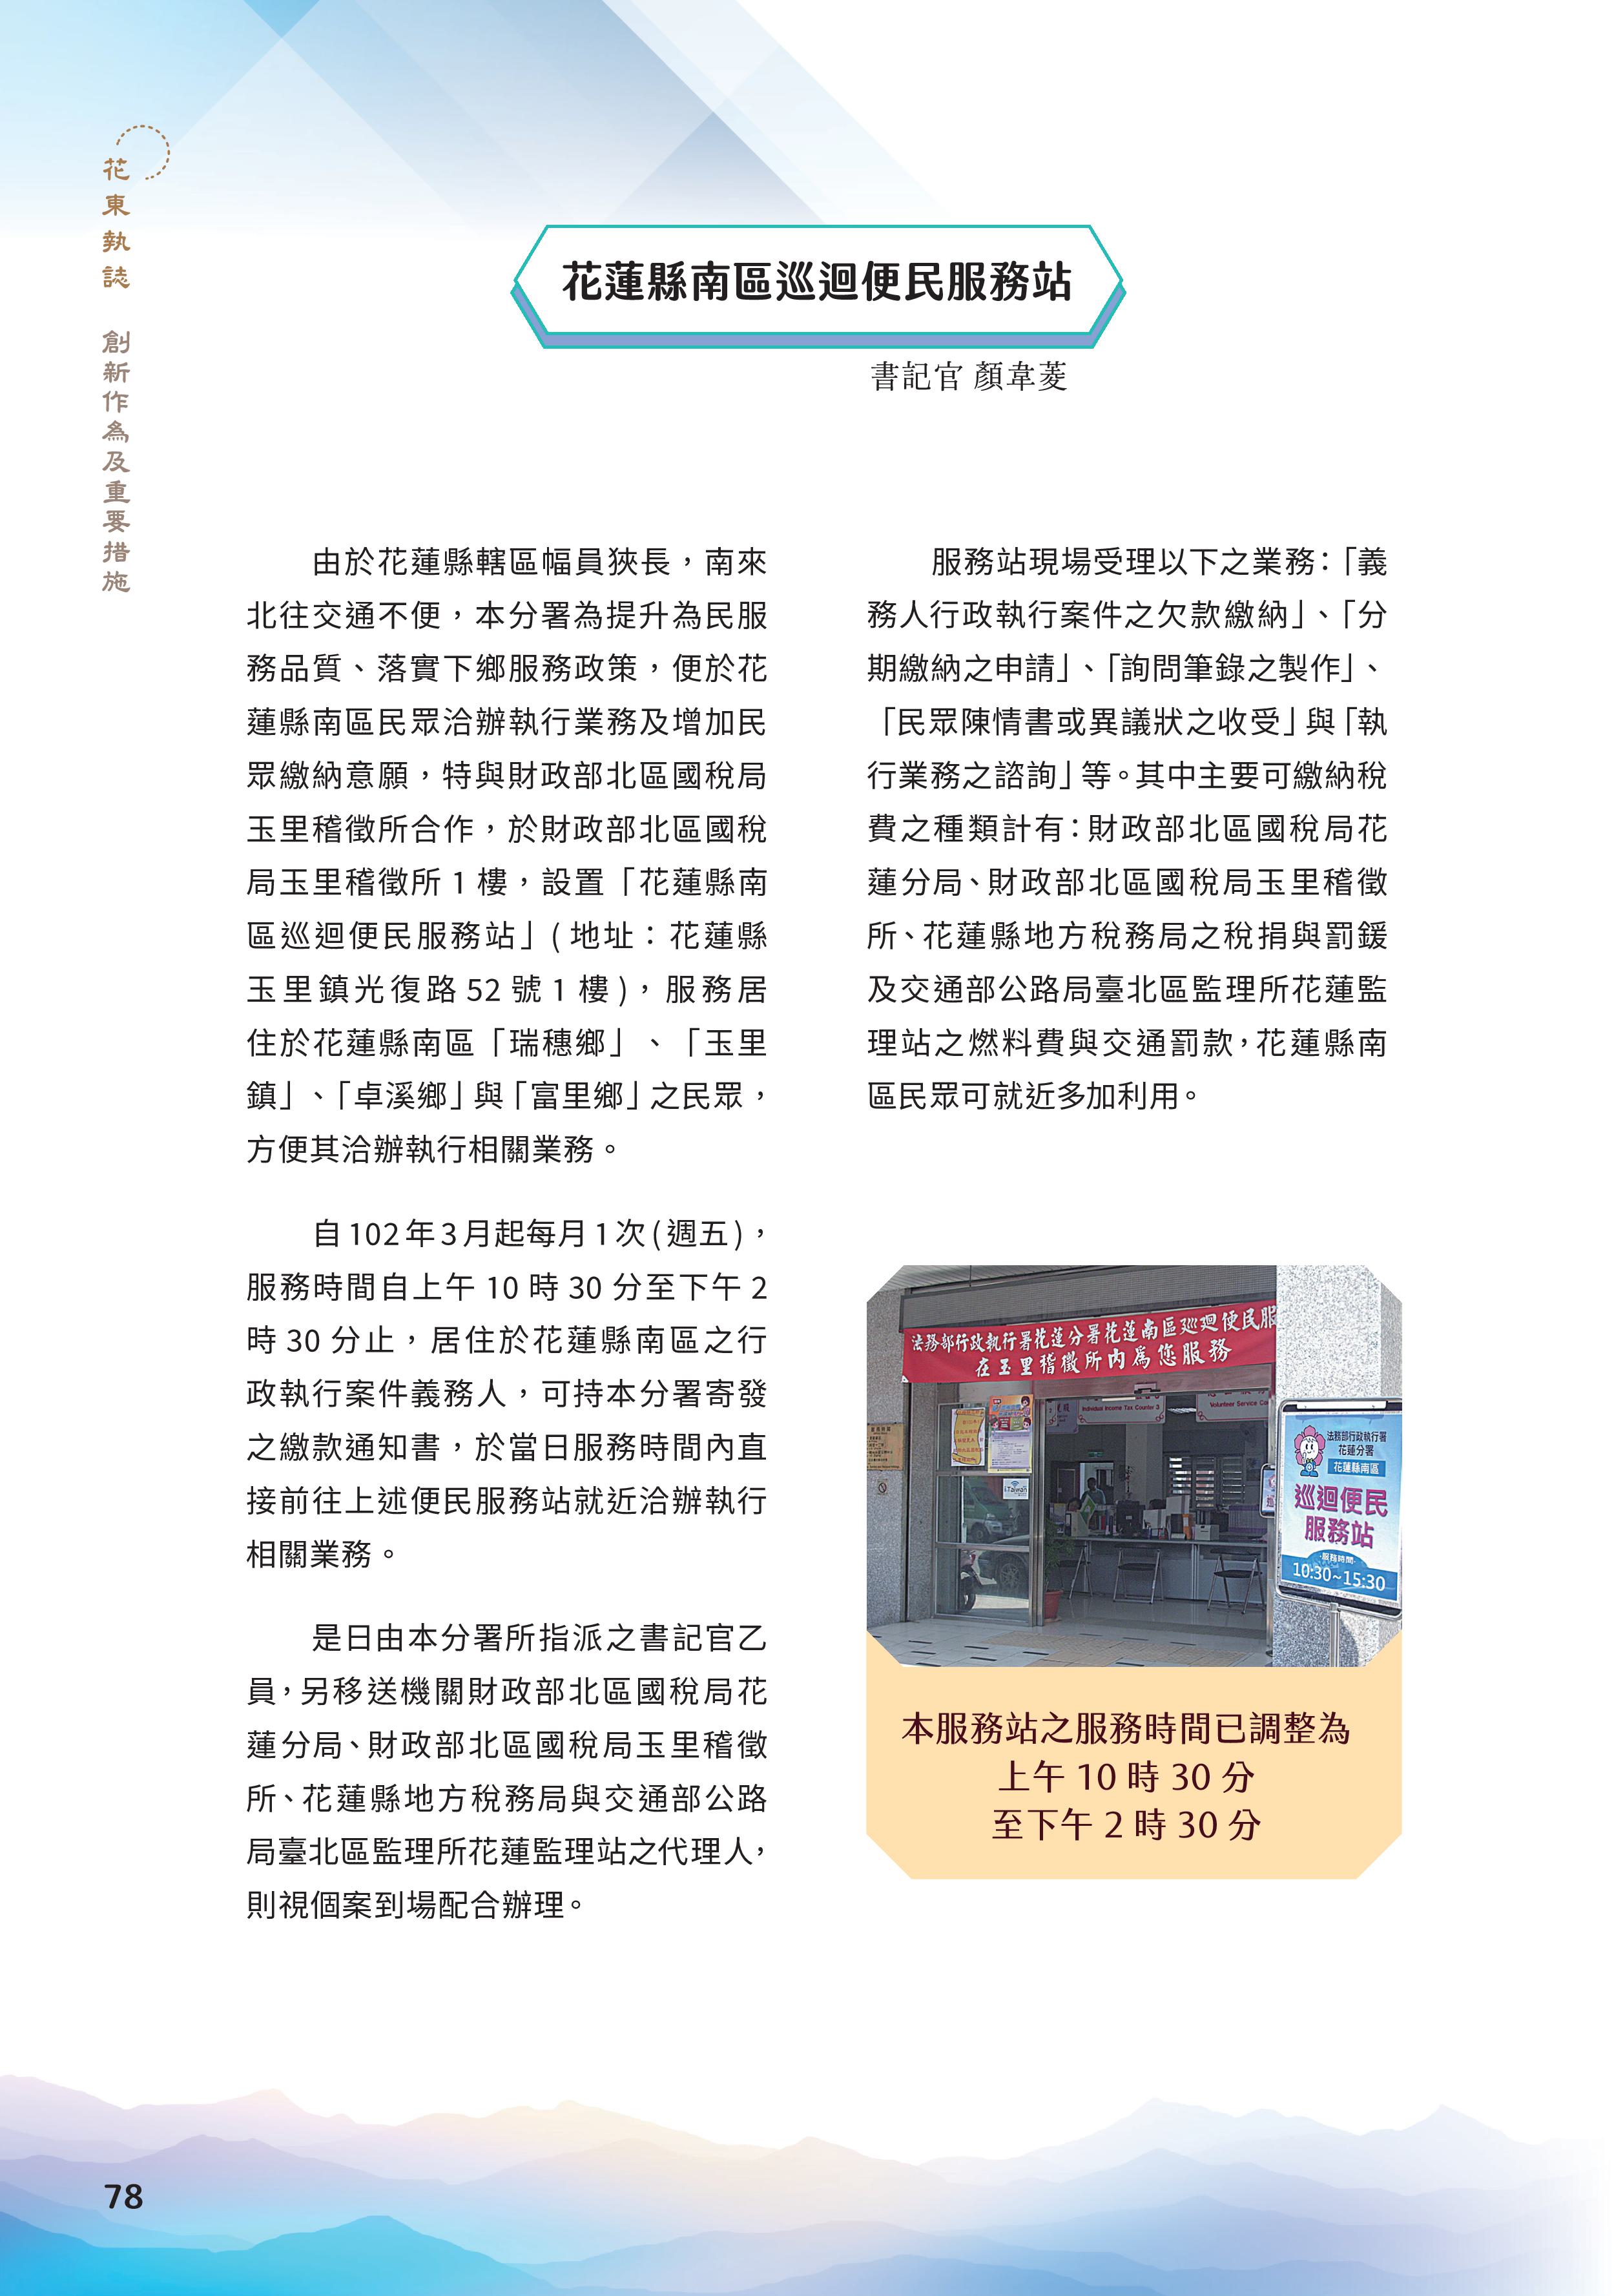 花東執誌
創新作為及重要措施
花蓮縣南區巡迴便民服務站
書記官 顏韋菱
由於花蓮縣轄區幅員狹長，南來
北往交通不便，本分署為提升為民服
務品質、落實下鄉服務政策，便於花
蓮縣南區民眾洽辦執行業務及增加民
眾繳納意願，特與財政部北區國稅局
玉里稽徵所合作，於財政部北區國稅
局玉里稽徵所 1 樓，設置「花蓮縣南
區巡迴便民服務站」( 地址：花蓮縣
玉里鎮光復路 52 號 1 樓 )，服務居
住於花蓮縣南區「瑞穗鄉」、「玉里
鎮」、「卓溪鄉」與「富里鄉」之民眾，
方便其洽辦執行相關業務。
自 102 年 3 月起每月 1 次 ( 週五 )，
服務時間自上午 10 時 30 分至下午 2
時 30 分止，居住於花蓮縣南區之行
政執行案件義務人，可持本分署寄發
之繳款通知書，於當日服務時間內直
接前往上述便民服務站就近洽辦執行
相關業務。
是日由本分署所指派之書記官乙
員，另移送機關財政部北區國稅局花
蓮分局、財政部北區國稅局玉里稽徵
所、花蓮縣地方稅務局與交通部公路
局臺北區監理所花蓮監理站之代理人，
則視個案到場配合辦理。
服務站現場受理以下之業務：「義
務人行政執行案件之欠款繳納」、「分
期繳納之申請」、「詢問筆錄之製作」、
「民眾陳情書或異議狀之收受」與「執
行業務之諮詢」等。其中主要可繳納稅
費之種類計有：財政部北區國稅局花
蓮分局、財政部北區國稅局玉里稽徵
所、花蓮縣地方稅務局之稅捐與罰鍰
及交通部公路局臺北區監理所花蓮監
理站之燃料費與交通罰款，花蓮縣南
區民眾可就近多加利用。
法務部行政執行署花蓮分署花蓮南區巡迴便民服
在玉里稽徵所內為您服務
Individual Income Tax Counter 3
Volunteer Service Co
iTaiwan
法務部行政執行署
花蓮分署
花蓮縣南區
巡迴便民
服務站
服務時間
10:30~15:30
本服務站之服務時間已調整為
上午 10 時 30 分
至下午 2 時 30 分
78